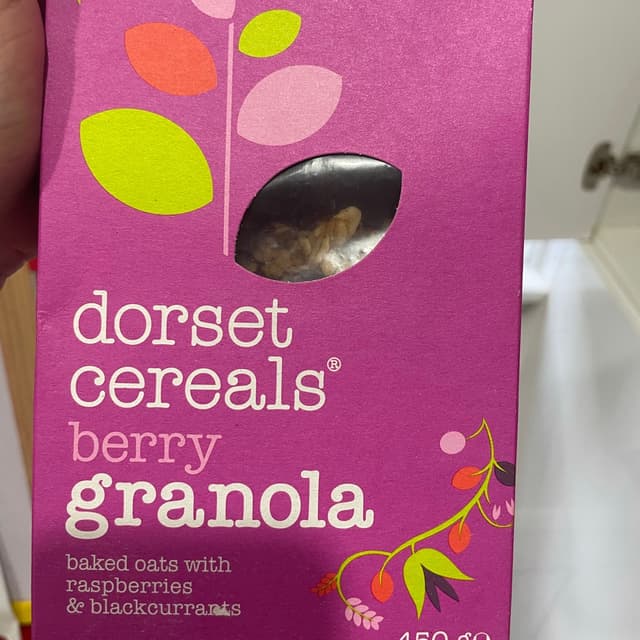 dorset
cereals®
berry
granola
baked oats with
raspberries
& blackcurrants